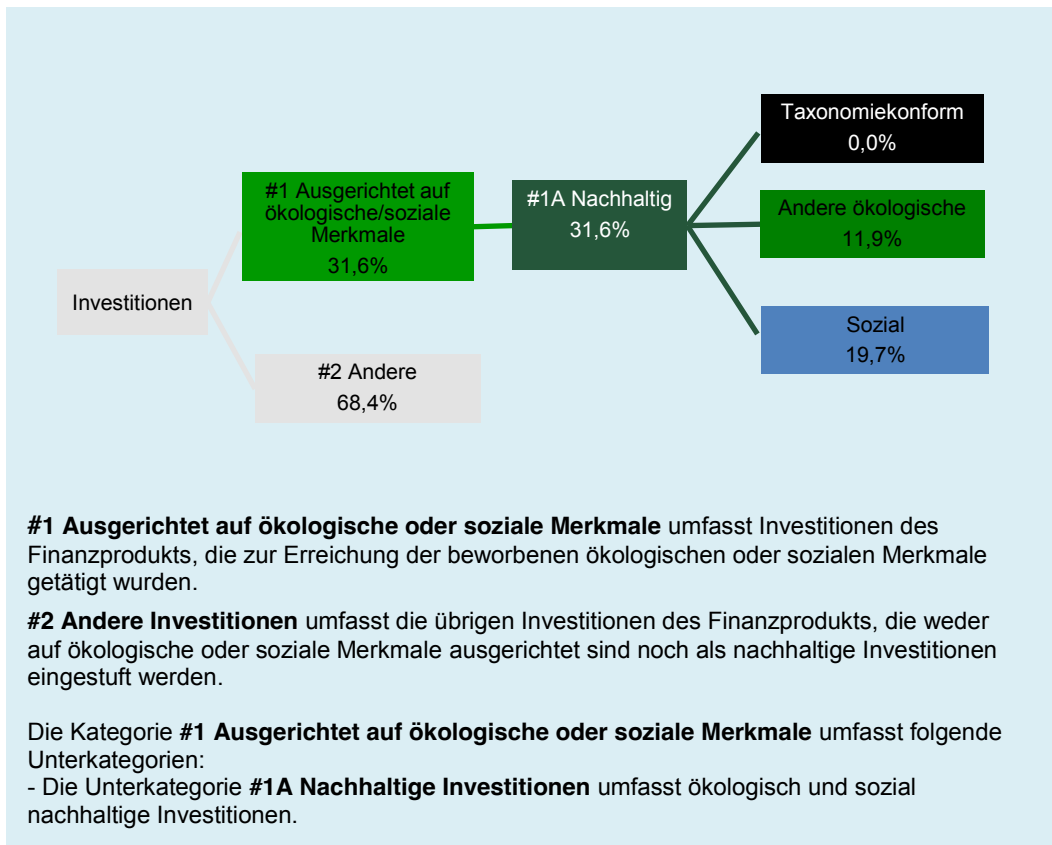 Taxonomiekonform
0,0%
#1 Ausgerichtet auf
ökologische/soziale
Merkmale
31,6%
#1A Nachhaltig
31,6%
Andere ökologische
11,9%
Investitionen
Sozial
19,7%
#2 Andere
68,4%
#1 Ausgerichtet auf ökologische oder soziale Merkmale umfasst Investitionen des
Finanzprodukts, die zur Erreichung der beworbenen ökologischen oder sozialen Merkmale
getätigt wurden.
#2 Andere Investitionen umfasst die übrigen Investitionen des Finanzprodukts, die weder
auf ökologische oder soziale Merkmale ausgerichtet sind noch als nachhaltige Investitionen
eingestuft werden.
Die Kategorie #1 Ausgerichtet auf ökologische oder soziale Merkmale umfasst folgende
Unterkategorien:
- Die Unterkategorie #1A Nachhaltige Investitionen umfasst ökologisch und sozial
nachhaltige Investitionen.